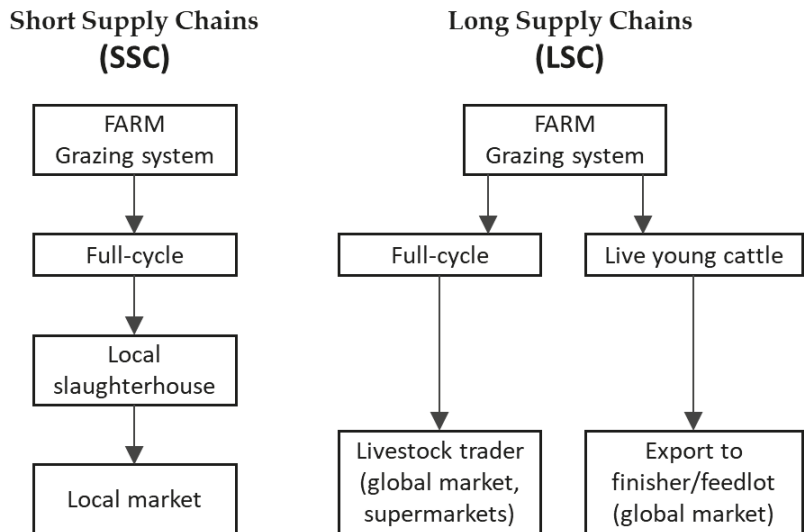 Short Supply Chains
(SSC)
FARM
Grazing system
Full-cycle
Local
slaughterhouse
Local market
Long Supply Chains
(LSC)
FARM
Grazing system
Full-cycle
Live young cattle
Livestock trader
(global market,
supermarkets)
Export to
finisher/feedlot
(global market)